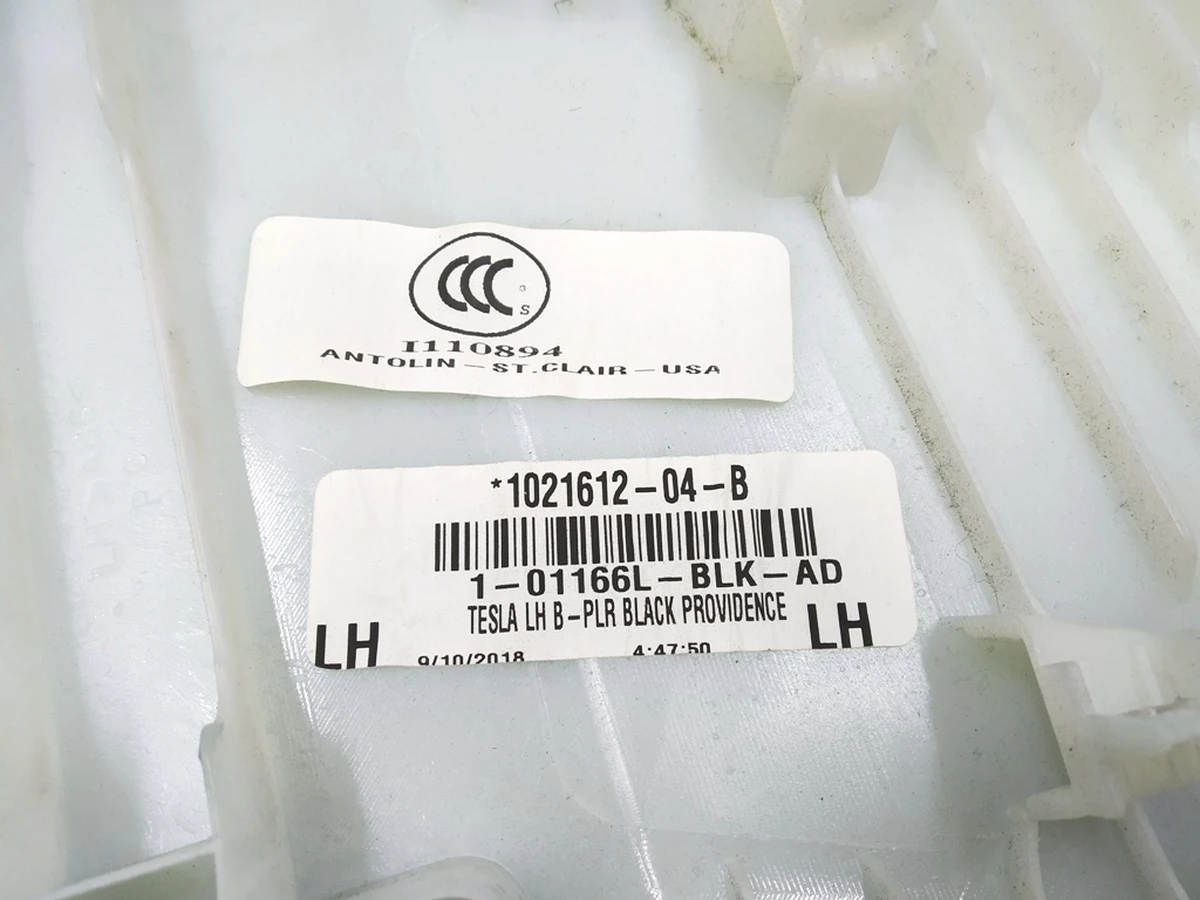 CCC
3
S
I110894
ANTOLIN - ST.CLAIR - USA
*1021612-04-B
1-01166L-BLK-AD
TESLA LH B-PLR BLACK PROVIDENCE
LH 9/10/2018 4:47:50 LH